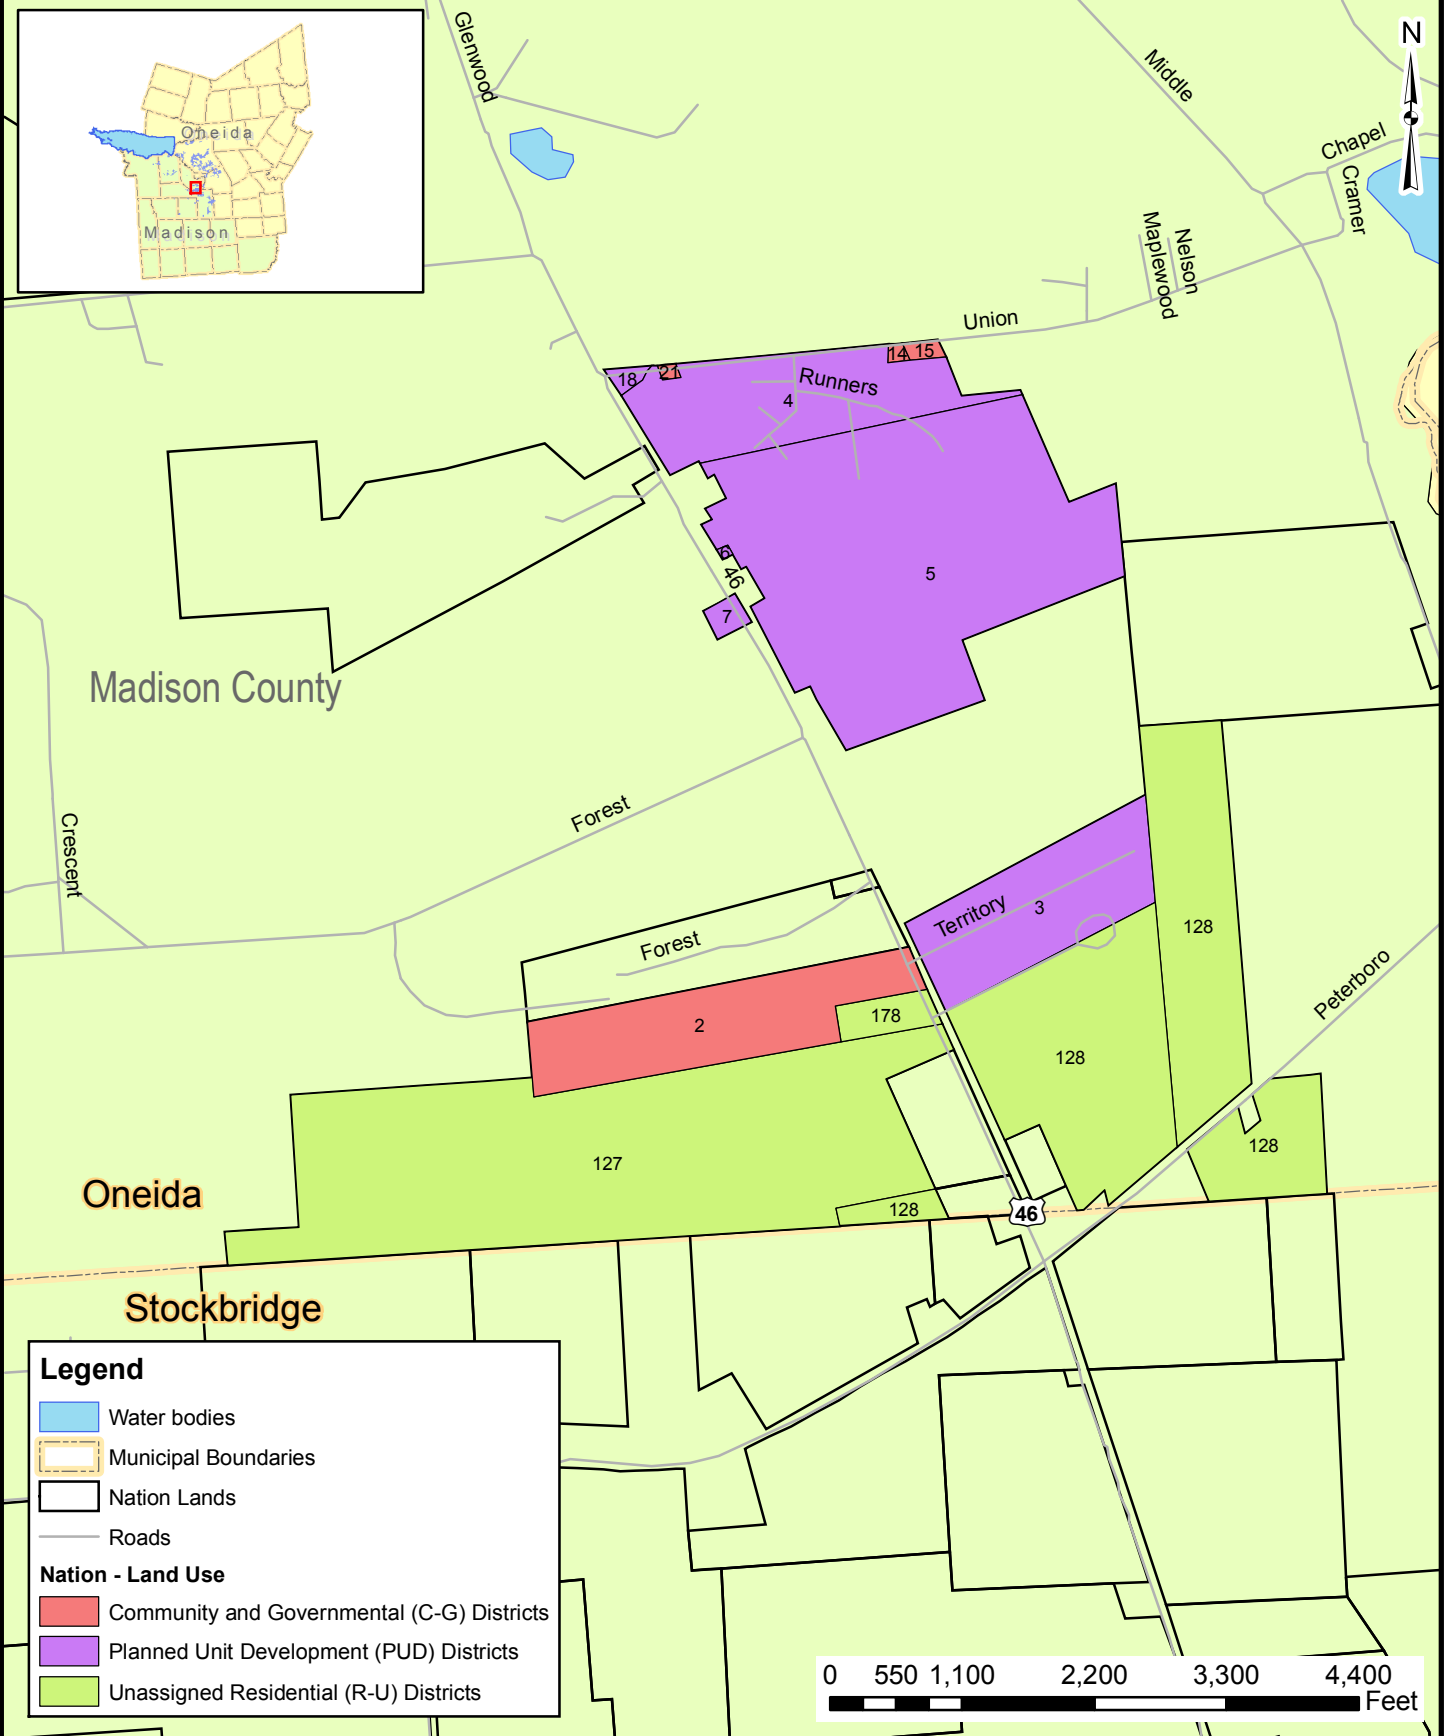 Oneida
Madison
Glenwood
Middle
N
Chapel
Cramer
Nelson
Maplewood
Union
14 15
18
21
Runners
4
6
46
5
7
Madison County
Forest
Crescent
Territory
3
128
Forest
Peterboro
178
2
128
128
127
Oneida
128
46
Stockbridge
Legend
Water bodies
Municipal Boundaries
Nation Lands
Roads
Nation - Land Use
Community and Governmental (C-G) Districts
Planned Unit Development (PUD) Districts
Unassigned Residential (R-U) Districts
0 550 1,100 2,200 3,300 4,400
Feet